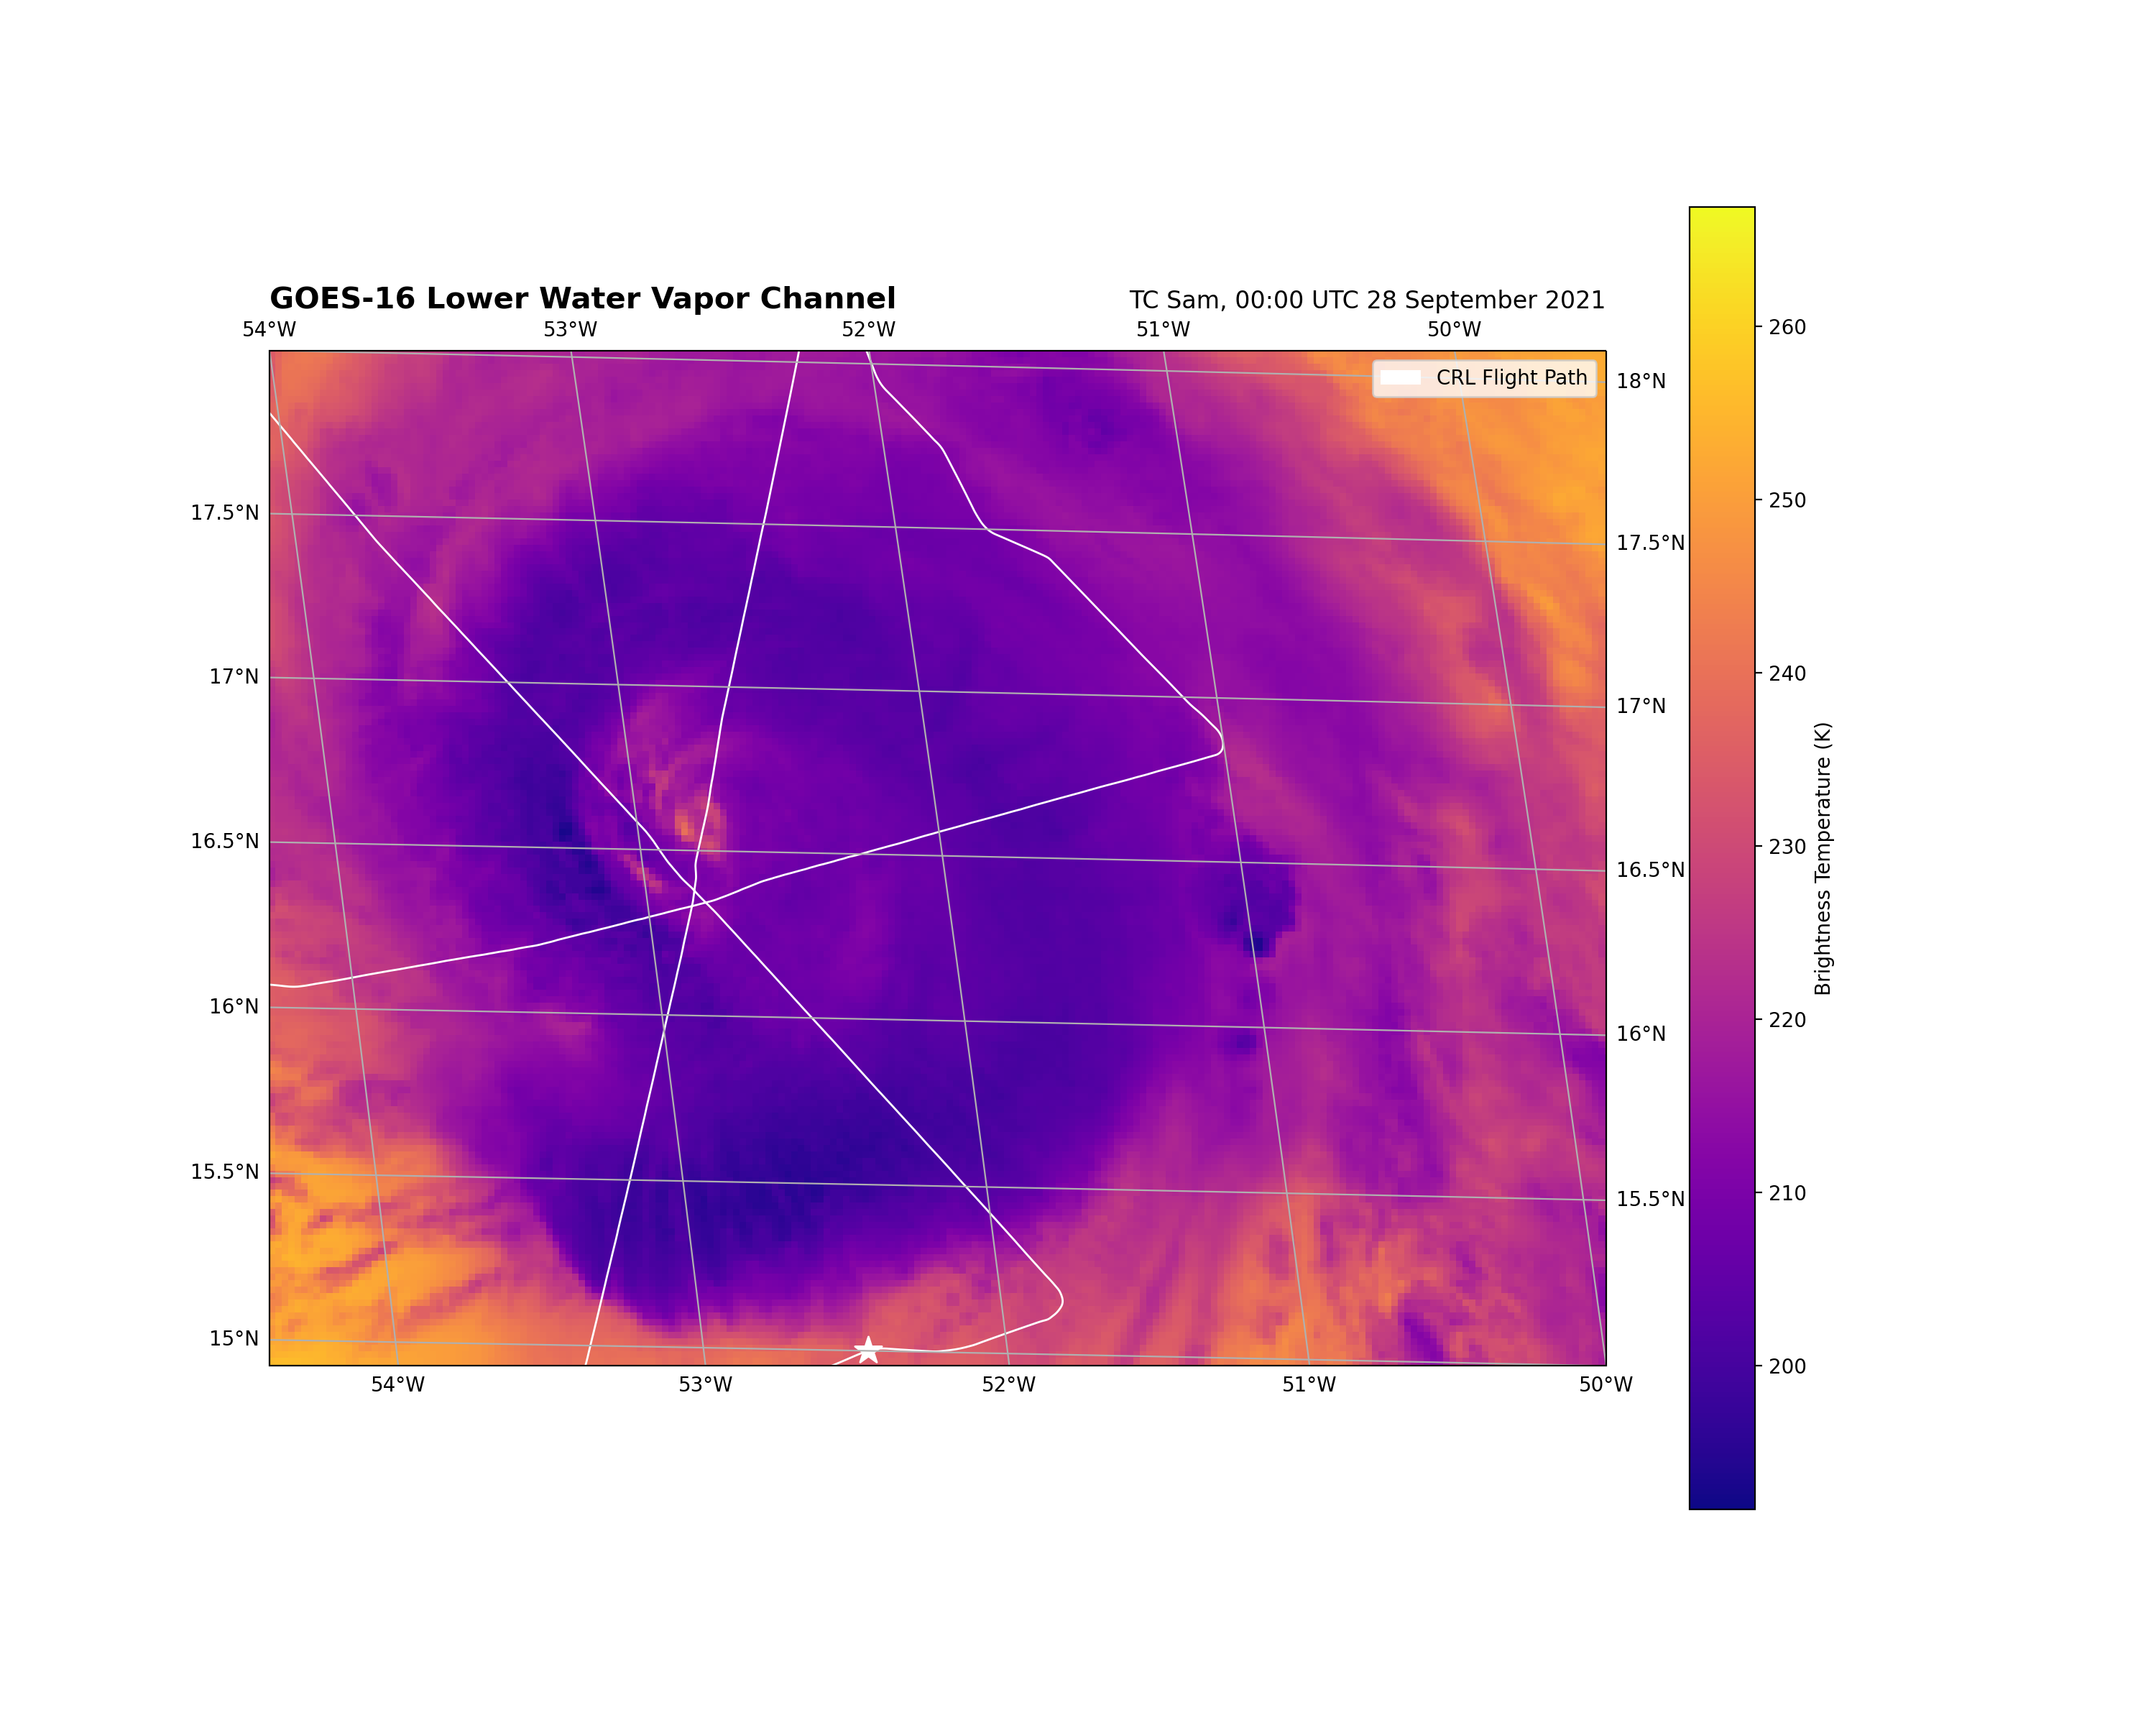 GOES-16 Lower Water Vapor Channel
TC Sam, 00:00 UTC 28 September 2021
54°W
53°W
52°W
51°W
50°W
CRL Flight Path
18°N
17.5°N
17.5°N
17°N
17°N
16.5°N
16.5°N
16°N
16°N
15.5°N
15.5°N
15°N
54°W
53°W
52°W
51°W
50°W
260
250
240
230
220
210
200
Brightness Temperature (K)